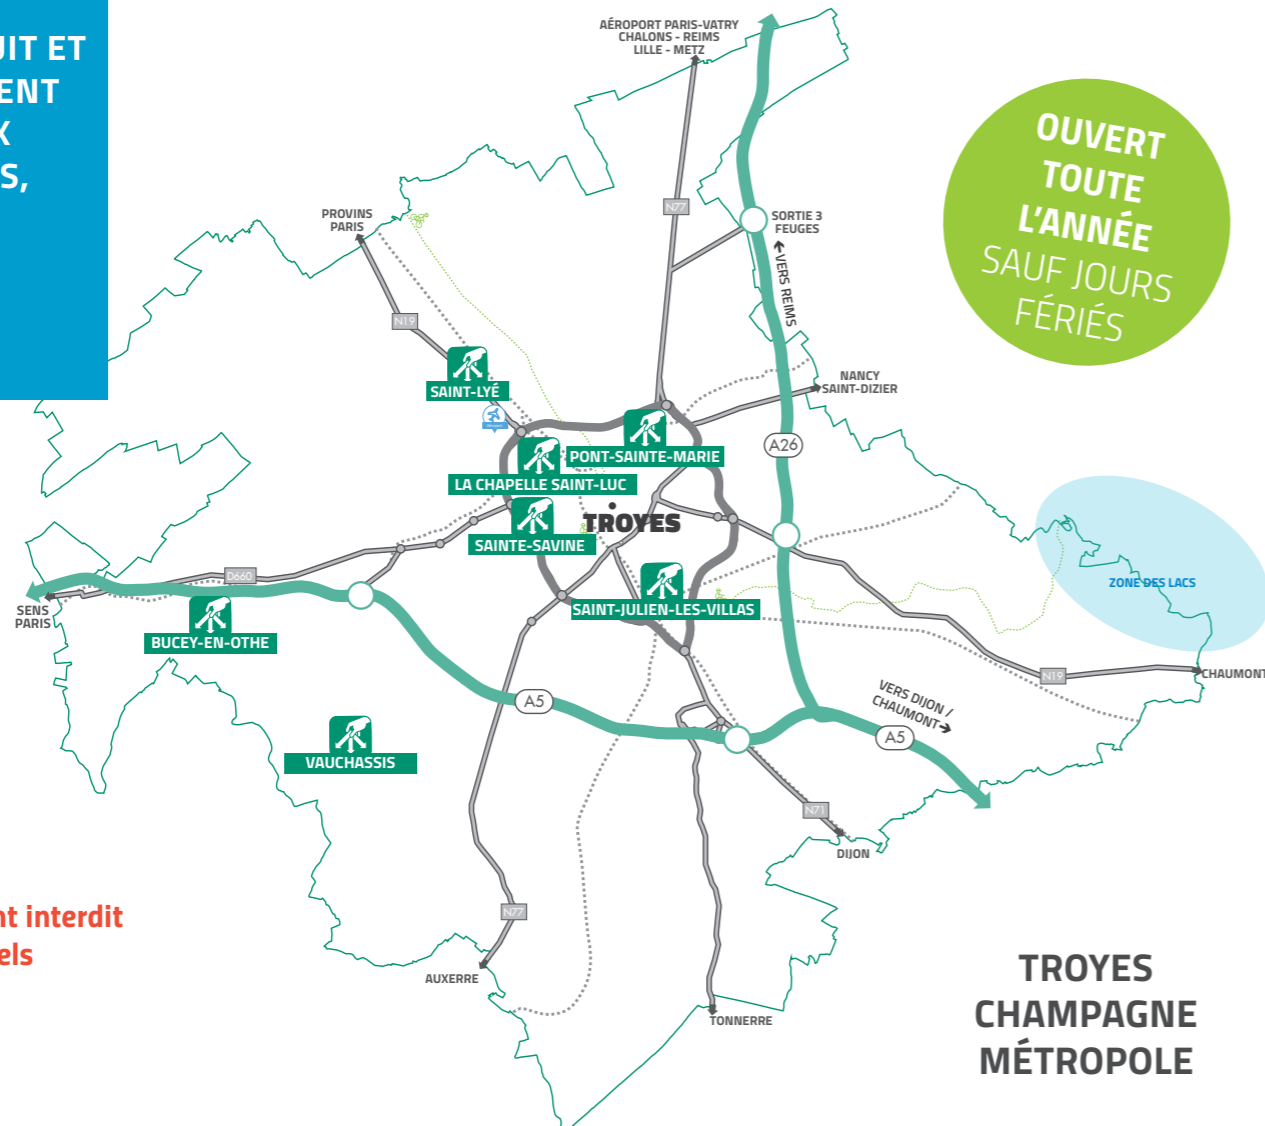 UIT ET
ENT
X
S,
AÉROPORT PARIS-VATRY
CHALONS - REIMS
LILLE - METZ
OUVERT
TOUTE
L'ANNÉE
SAUF JOURS
FÉRIÉS
N77
PROVINS
PARIS
SORTIE 3
FEUGES
VERS REIMS
N19
SAINT-LYÉ
NANCY
SAINT-DIZIER
A26
PONT-SAINTE-MARIE
LA CHAPELLE SAINT-LUC
TROYES
SAINTE-SAVINE
D660
SENS
PARIS
ZONE DES LACS
SAINT-JULIEN-LES-VILLAS
BUCEY-EN-OTHE
N19
CHAUMONT
A5
VERS DIJON /
CHAUMONT
A5
VAUCHASSIS
N71
DIJON
N77
nt interdit
els
AUXERRE
TONNERRE
TROYES
CHAMPAGNE
MÉTROPOLE